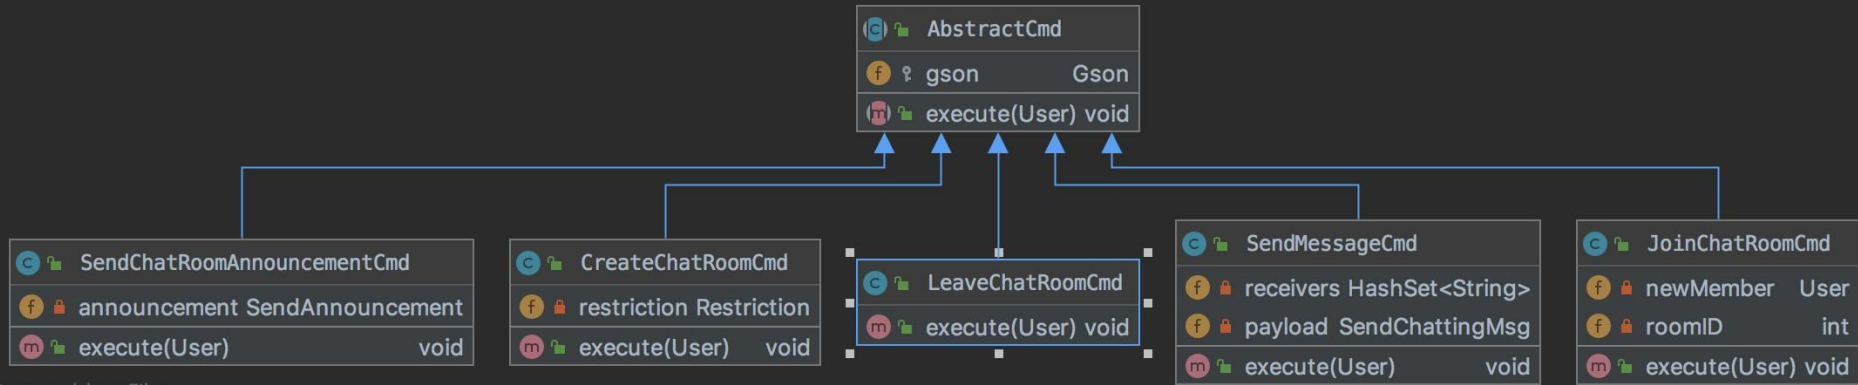 AbstractCmd
gson Gson
execute(User) void
SendChatRoomAnnouncementCmd
announcement SendAnnouncement
execute(User) void
CreateChatRoomCmd
restriction Restriction
execute(User) void
LeaveChatRoomCmd
execute(User) void
SendMessageCmd
receivers HashSet<String>
payload SendChattingMsg
execute(User) void
JoinChatRoomCmd
newMember User
roomID int
execute(User) void